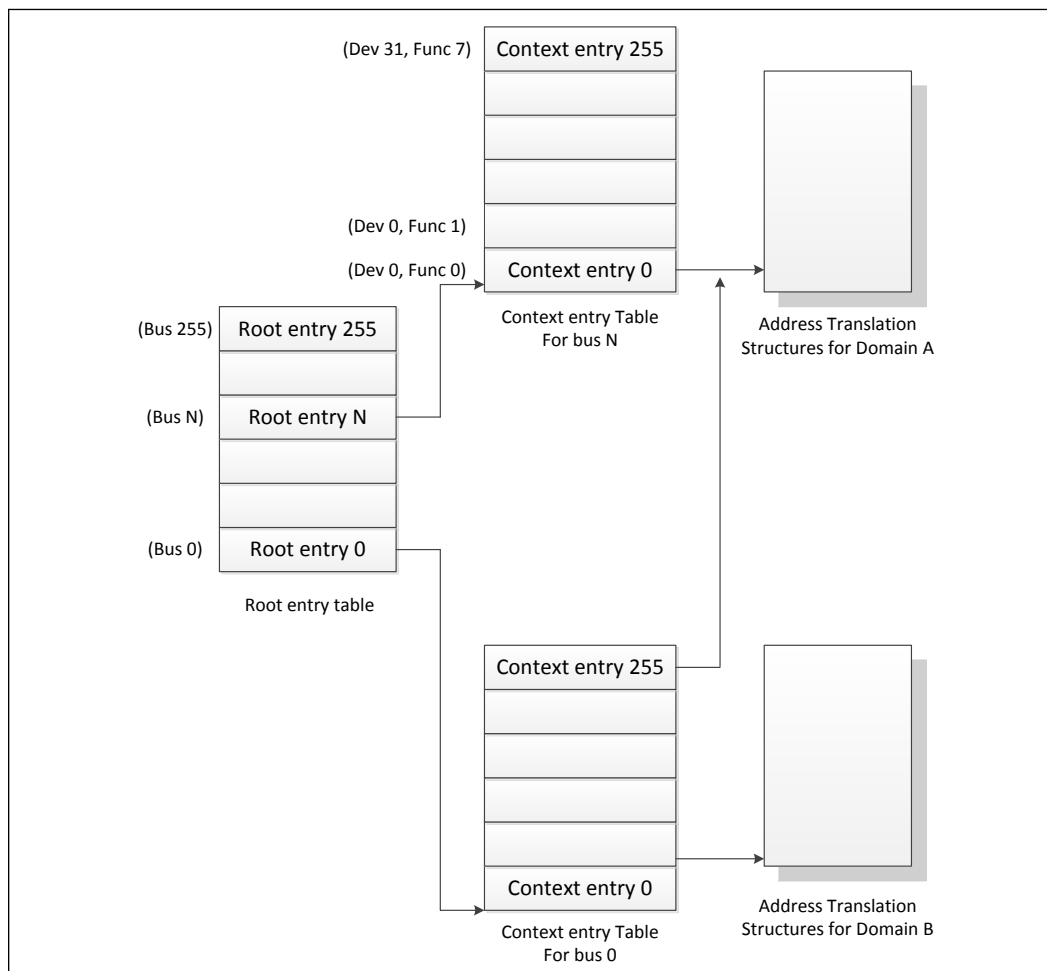 (Dev 31, Func 7)
Context entry 255
(Dev 0, Func 1)
(Dev 0, Func 0)
Context entry 0
Context entry Table
For bus N
Address Translation
Structures for Domain A
(Bus 255)
Root entry 255
(Bus N)
Root entry N
(Bus 0)
Root entry 0
Root entry table
Context entry 255
Context entry 0
Context entry Table
For bus 0
Address Translation
Structures for Domain B